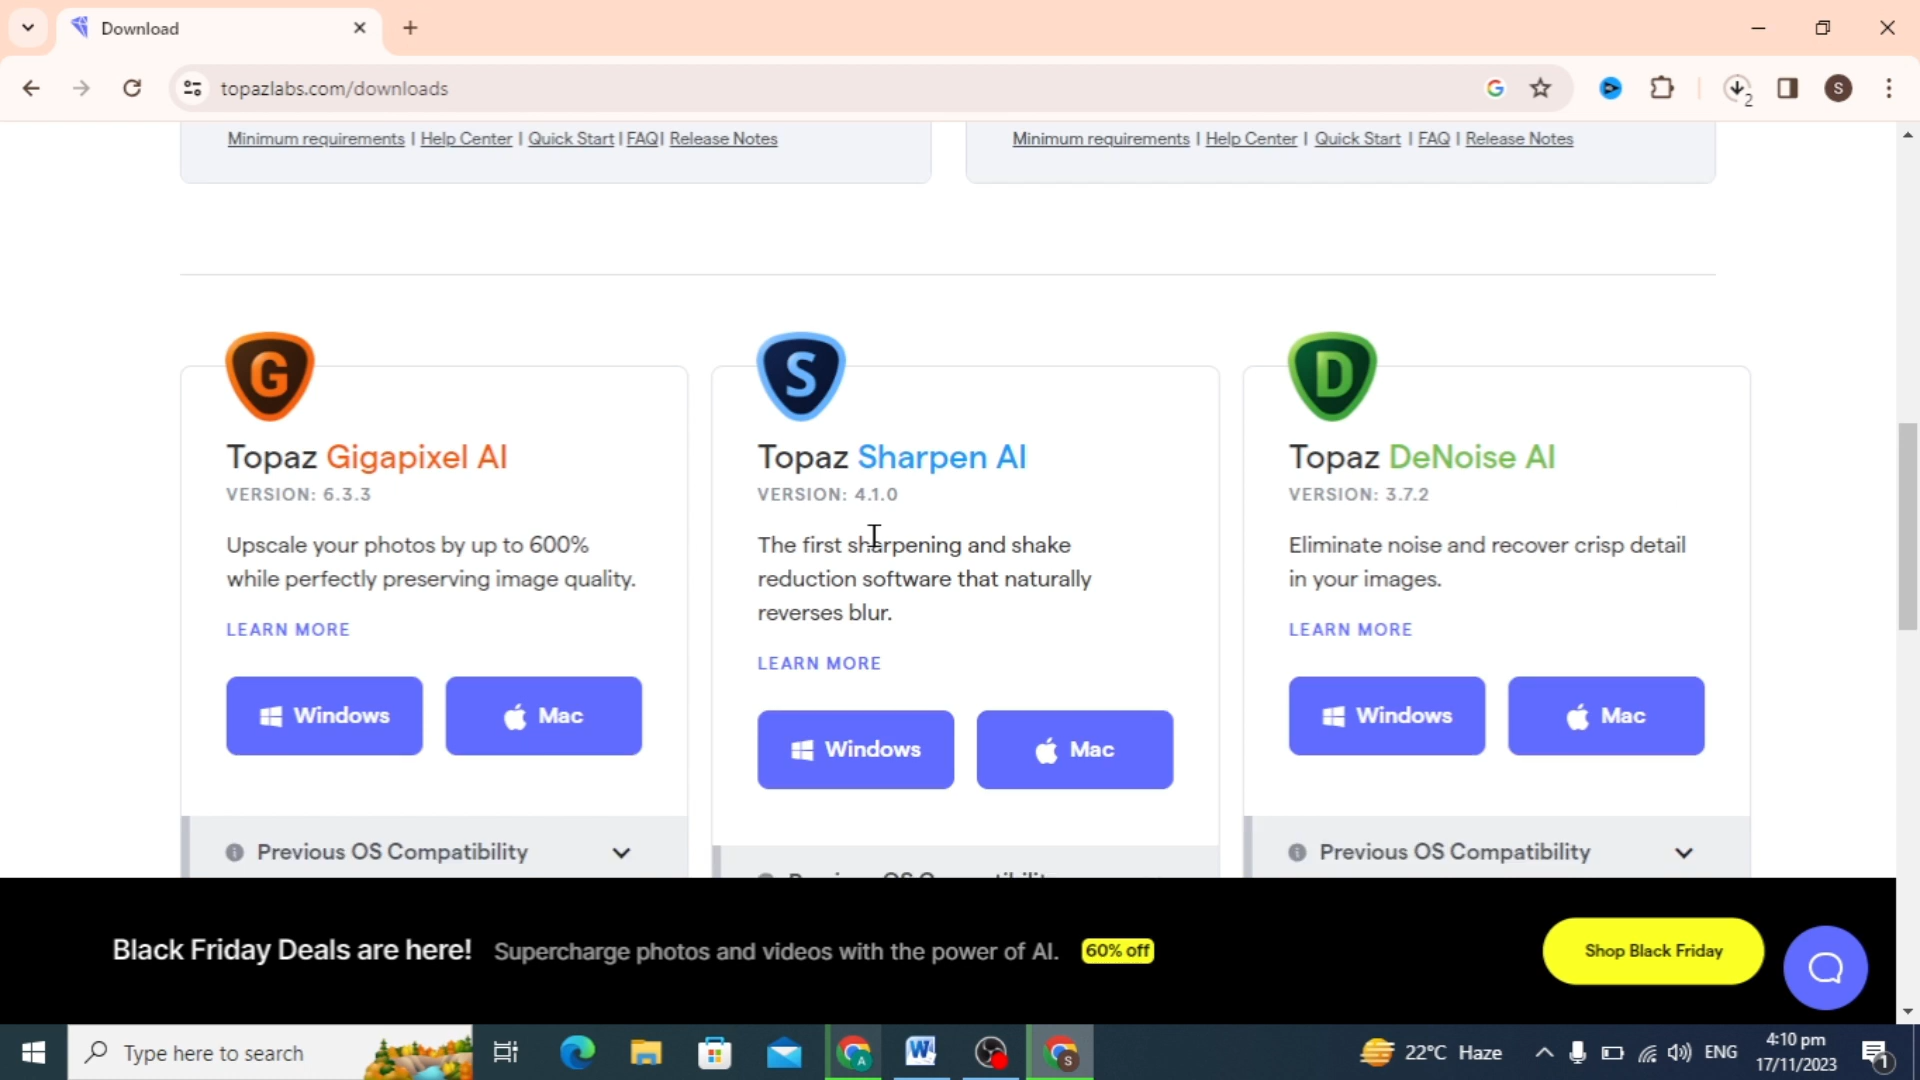 Download
topazlabs.com/downloads
2
S
Minimum requirements | Help Center | Quick Start | FAQ| Release Notes
Minimum requirements | Help Center | Quick Start | FAQ | Release Notes
G
Topaz Gigapixel AI
VERSION: 6.3.3
Upscale your photos by up to 600%
while perfectly preserving image quality.
LEARN MORE
Windows
Mac
Previous OS Compatibility
S
Topaz Sharpen AI
VERSION: 4.1.0
The first sharpening and shake
reduction software that naturally
reverses blur.
LEARN MORE
Windows
Mac
Previous OS Compatibility
D
Topaz DeNoise AI
VERSION: 3.7.2
Eliminate noise and recover crisp detail
in your images.
LEARN MORE
Windows
Mac
Previous OS Compatibility
Black Friday Deals are here! Supercharge photos and videos with the power of AI. 60% off
Shop Black Friday
Type here to search
A
W
S
22°C Haze
ENG
4:10 pm
17/11/2023
1